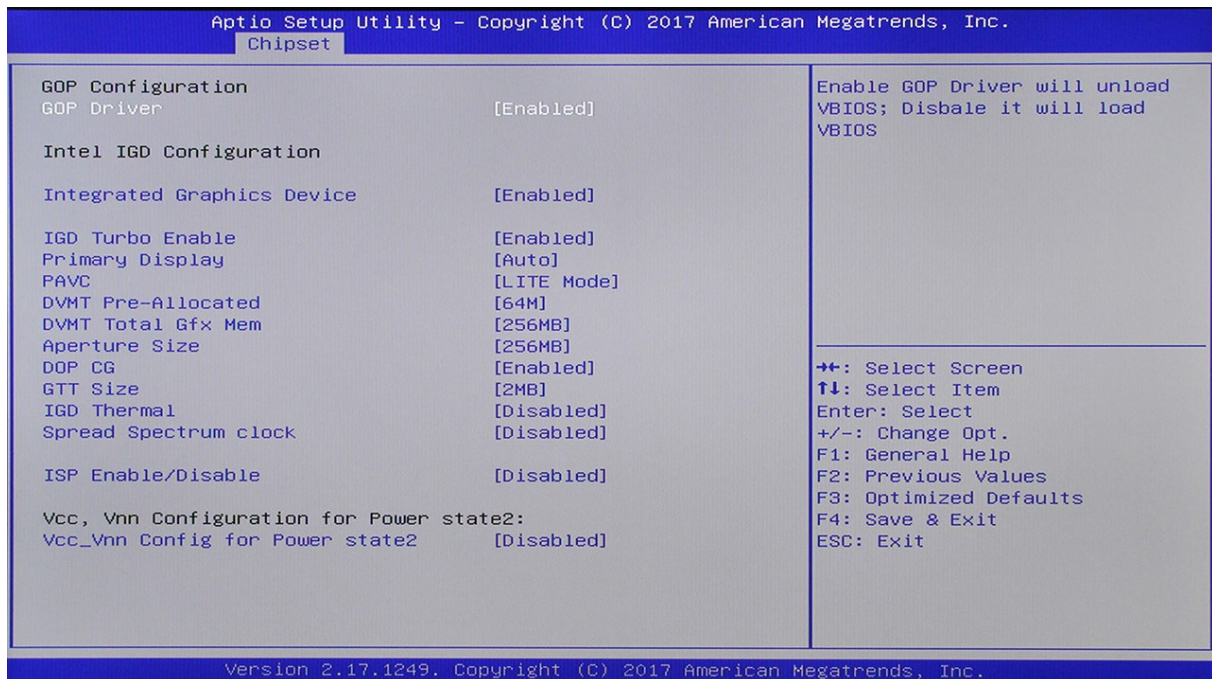 Aptio Setup Utility – Copyright (C) 2017 American Megatrends, Inc.
Chipset
GOP Configuration
GOP Driver [Enabled]
Intel IGD Configuration
Integrated Graphics Device [Enabled]
IGD Turbo Enable [Enabled]
Primary Display [Auto]
PAVC [LITE Mode]
DVMT Pre-Allocated [64M]
DVMT Total Gfx Mem [256MB]
Aperture Size [256MB]
DOP CG [Enabled]
GTT Size [2MB]
IGD Thermal [Disabled]
Spread Spectrum clock [Disabled]
ISP Enable/Disable [Disabled]
Vcc, Vnn Configuration for Power state2:
Vcc_Vnn Config for Power state2 [Disabled]
Enable GOP Driver will unload
VBIOS; Disbale it will load
VBIOS
→←: Select Screen
↑↓: Select Item
Enter: Select
+/-: Change Opt.
F1: General Help
F2: Previous Values
F3: Optimized Defaults
F4: Save & Exit
ESC: Exit
Version 2.17.1249. Copyright (C) 2017 American Megatrends, Inc.